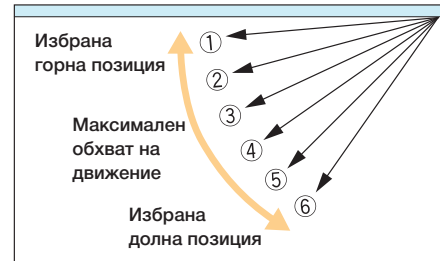 Избрана
горна позиция
①
②
③
④
⑤
⑥
Максимален
обхват на
движение
Избрана
долна позиция